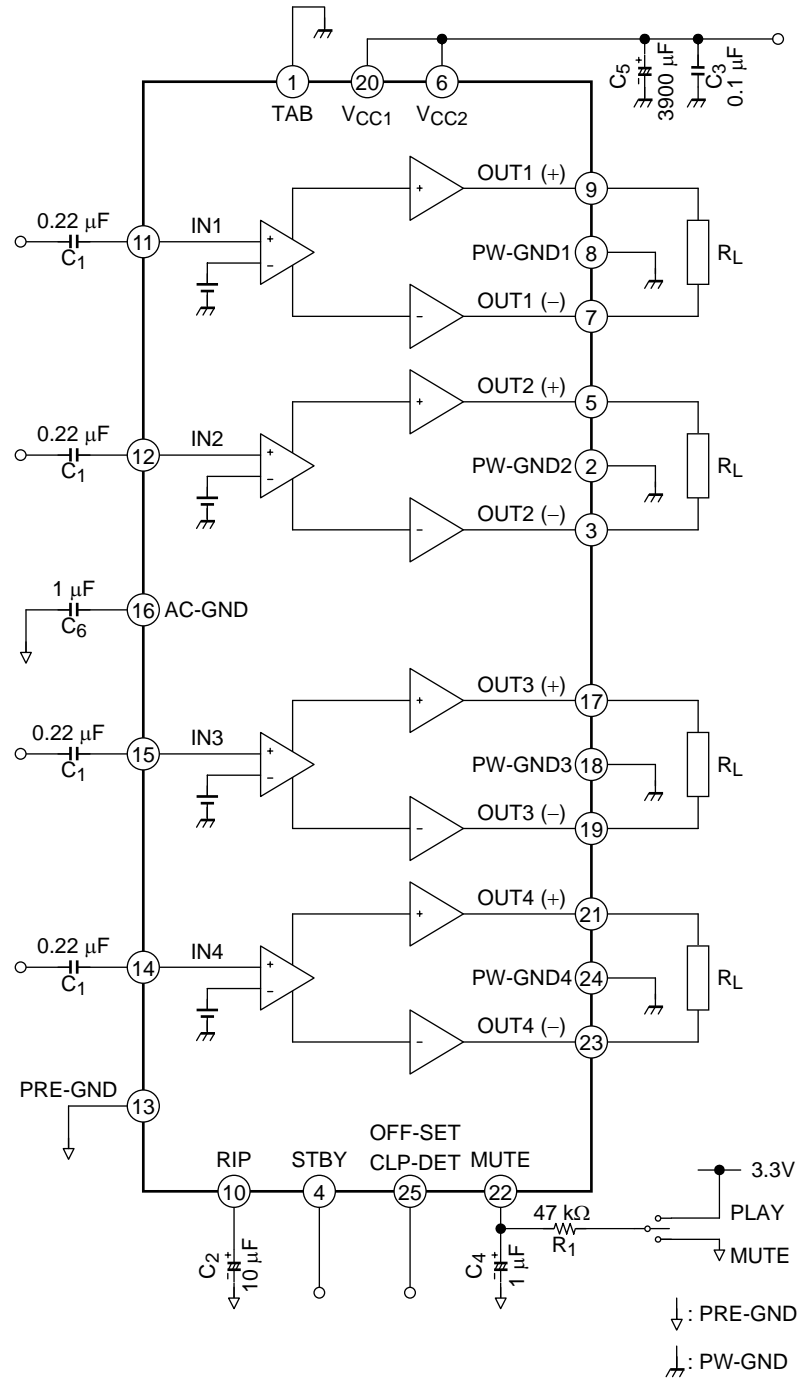 1
20
6
TAB
VCC1
VCC2
C5
3900 µF
C3
0.1 µF
OUT1 (+)
9
0.22 µF
C1
11
IN1
+
−
+
PW-GND1
8
RL
−
OUT1 (−)
7
OUT2 (+)
5
0.22 µF
C1
12
IN2
+
−
+
PW-GND2
2
RL
−
OUT2 (−)
3
1 µF
C6
16
AC-GND
OUT3 (+)
17
0.22 µF
C1
15
IN3
+
−
+
PW-GND3
18
RL
−
OUT3 (−)
19
OUT4 (+)
21
0.22 µF
C1
14
IN4
+
−
+
PW-GND4
24
RL
−
OUT4 (−)
23
PRE-GND
13
RIP
STBY
OFF-SET
CLP-DET
MUTE
10
4
25
22
C2
10 µF
C4
1 µF
47 kΩ
R1
3.3V
PLAY
MUTE
: PRE-GND
: PW-GND